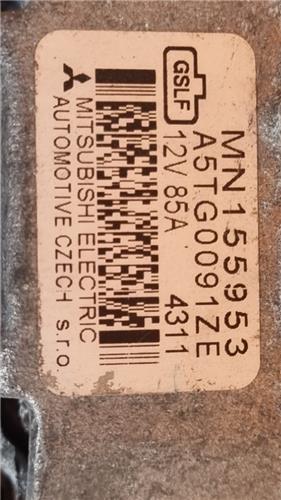 MN155953
A5TG0091ZE
GSLF
12V 85A 4311
MITSUBISHI ELECTRIC
AUTOMOTIVE CZECH s.r.o.